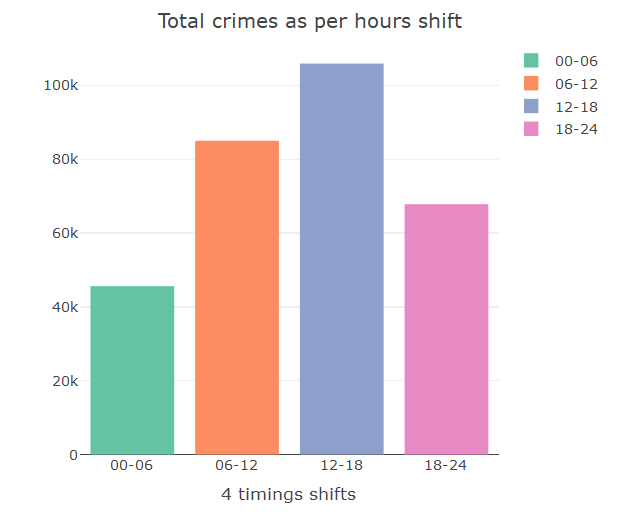 Total crimes as per hours shift
100k
80k
60k
40k
20k
0
00-06
06-12
12-18
18-24
4 timings shifts
00-06
06-12
12-18
18-24